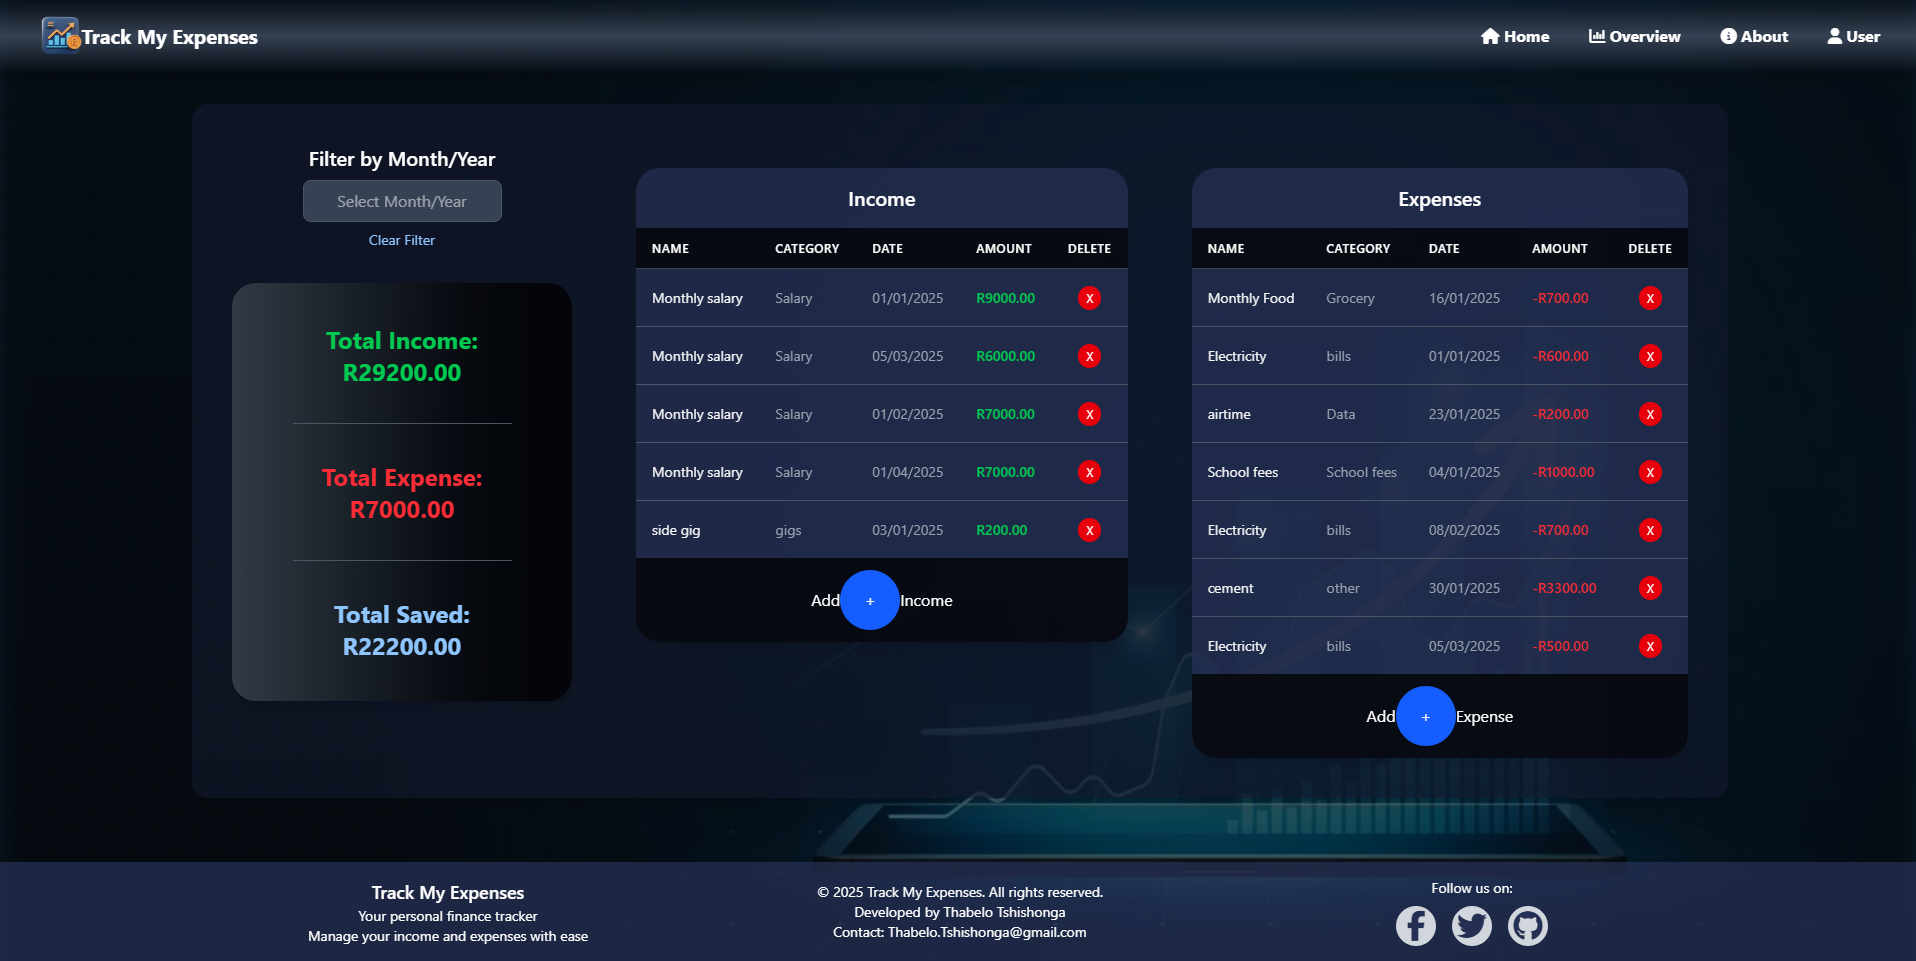 Track My Expenses
Home Overview About User
Filter by Month/Year
Select Month/Year
Clear Filter
Total Income:
R29200.00
Total Expense:
R7000.00
Total Saved:
R22200.00
Income
NAME CATEGORY DATE AMOUNT DELETE
Monthly salary Salary 01/01/2025 R9000.00 X
Monthly salary Salary 05/03/2025 R6000.00 X
Monthly salary Salary 01/02/2025 R7000.00 X
Monthly salary Salary 01/04/2025 R7000.00 X
side gig gigs 03/01/2025 R200.00 X
Add + Income
Expenses
NAME CATEGORY DATE AMOUNT DELETE
Monthly Food Grocery 16/01/2025 -R700.00 X
Electricity bills 01/01/2025 -R600.00 X
airtime Data 23/01/2025 -R200.00 X
School fees School fees 04/01/2025 -R1000.00 X
Electricity bills 08/02/2025 -R700.00 X
cement other 30/01/2025 -R3300.00 X
Electricity bills 05/03/2025 -R500.00 X
Add + Expense
Track My Expenses
Your personal finance tracker
Manage your income and expenses with ease
© 2025 Track My Expenses. All rights reserved.
Developed by Thabelo Tshishonga
Contact: Thabelo.Tshishonga@gmail.com
Follow us on: